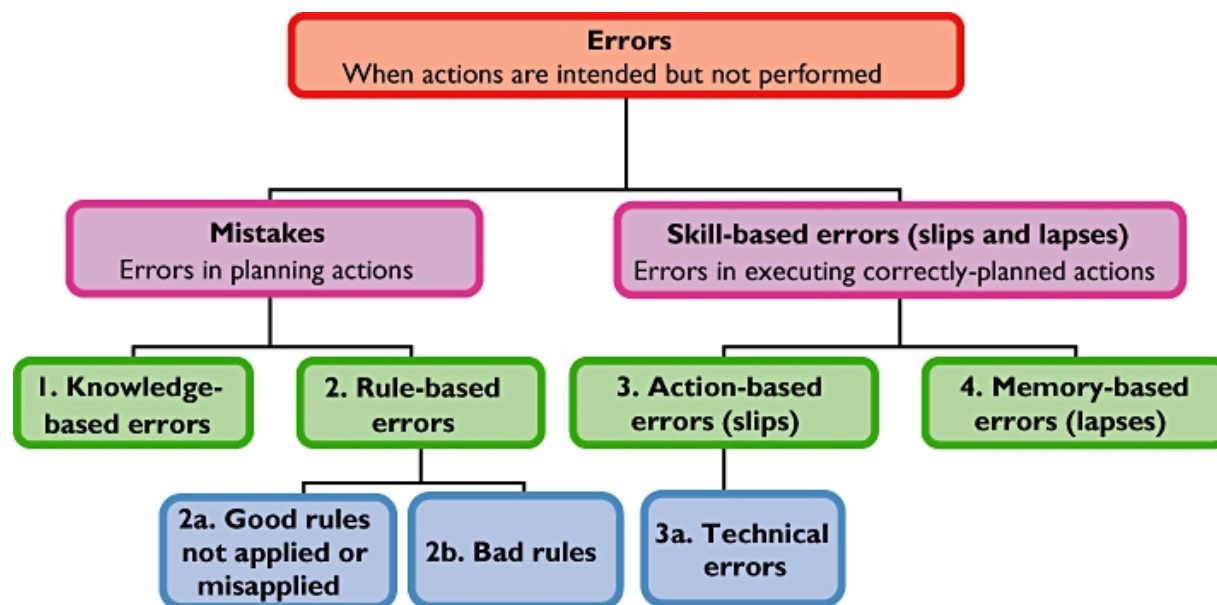 Errors
When actions are intended but not performed
Mistakes
Errors in planning actions
Skill-based errors (slips and lapses)
Errors in executing correctly-planned actions
1. Knowledge-
based errors
2. Rule-based
errors
3. Action-based
errors (slips)
4. Memory-based
errors (lapses)
2a. Good rules
not applied or
misapplied
2b. Bad rules
3a. Technical
errors